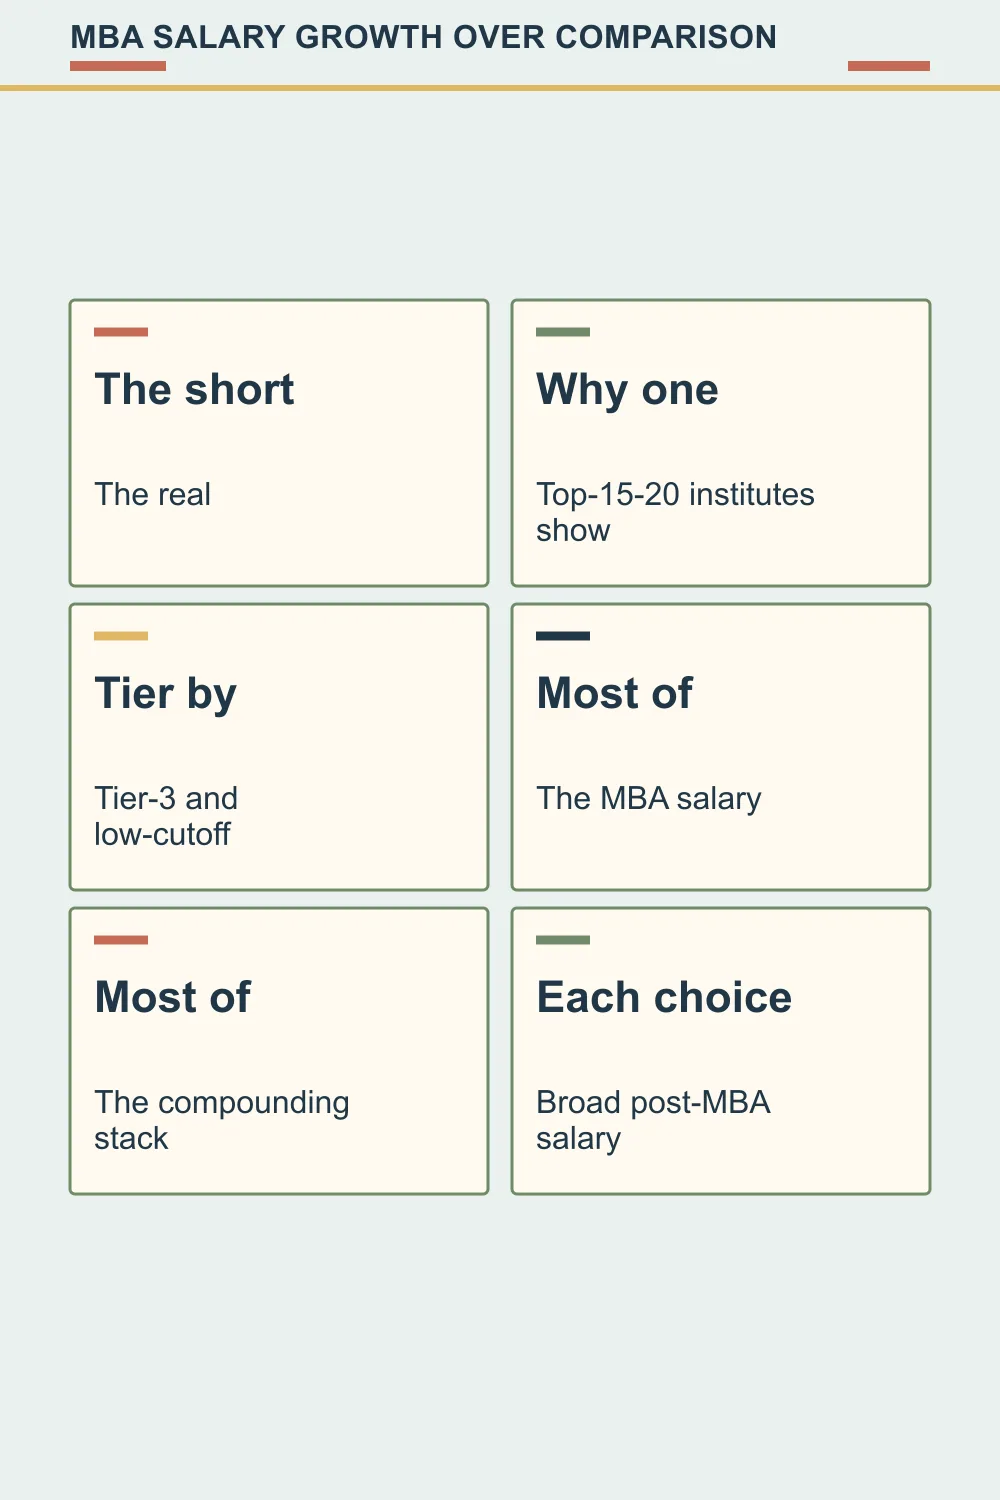 MBA SALARY GROWTH OVER COMPARISON
The short
The real
Why one
Top-15-20 institutes
show
Tier by
Tier-3 and
low-cutoff
Most of
The MBA salary
Most of
The compounding
stack
Each choice
Broad post-MBA
salary